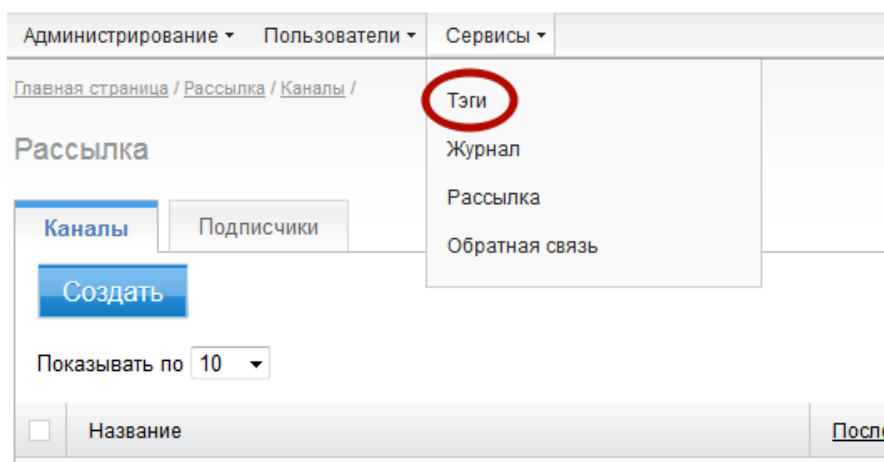 Администрирование Пользователи Сервисы
Главная страница / Рассылка / Каналы /
Тэги
Рассылка
Журнал
Рассылка
Каналы Подписчики
Обратная связь
Создать
Показывать по 10
Название